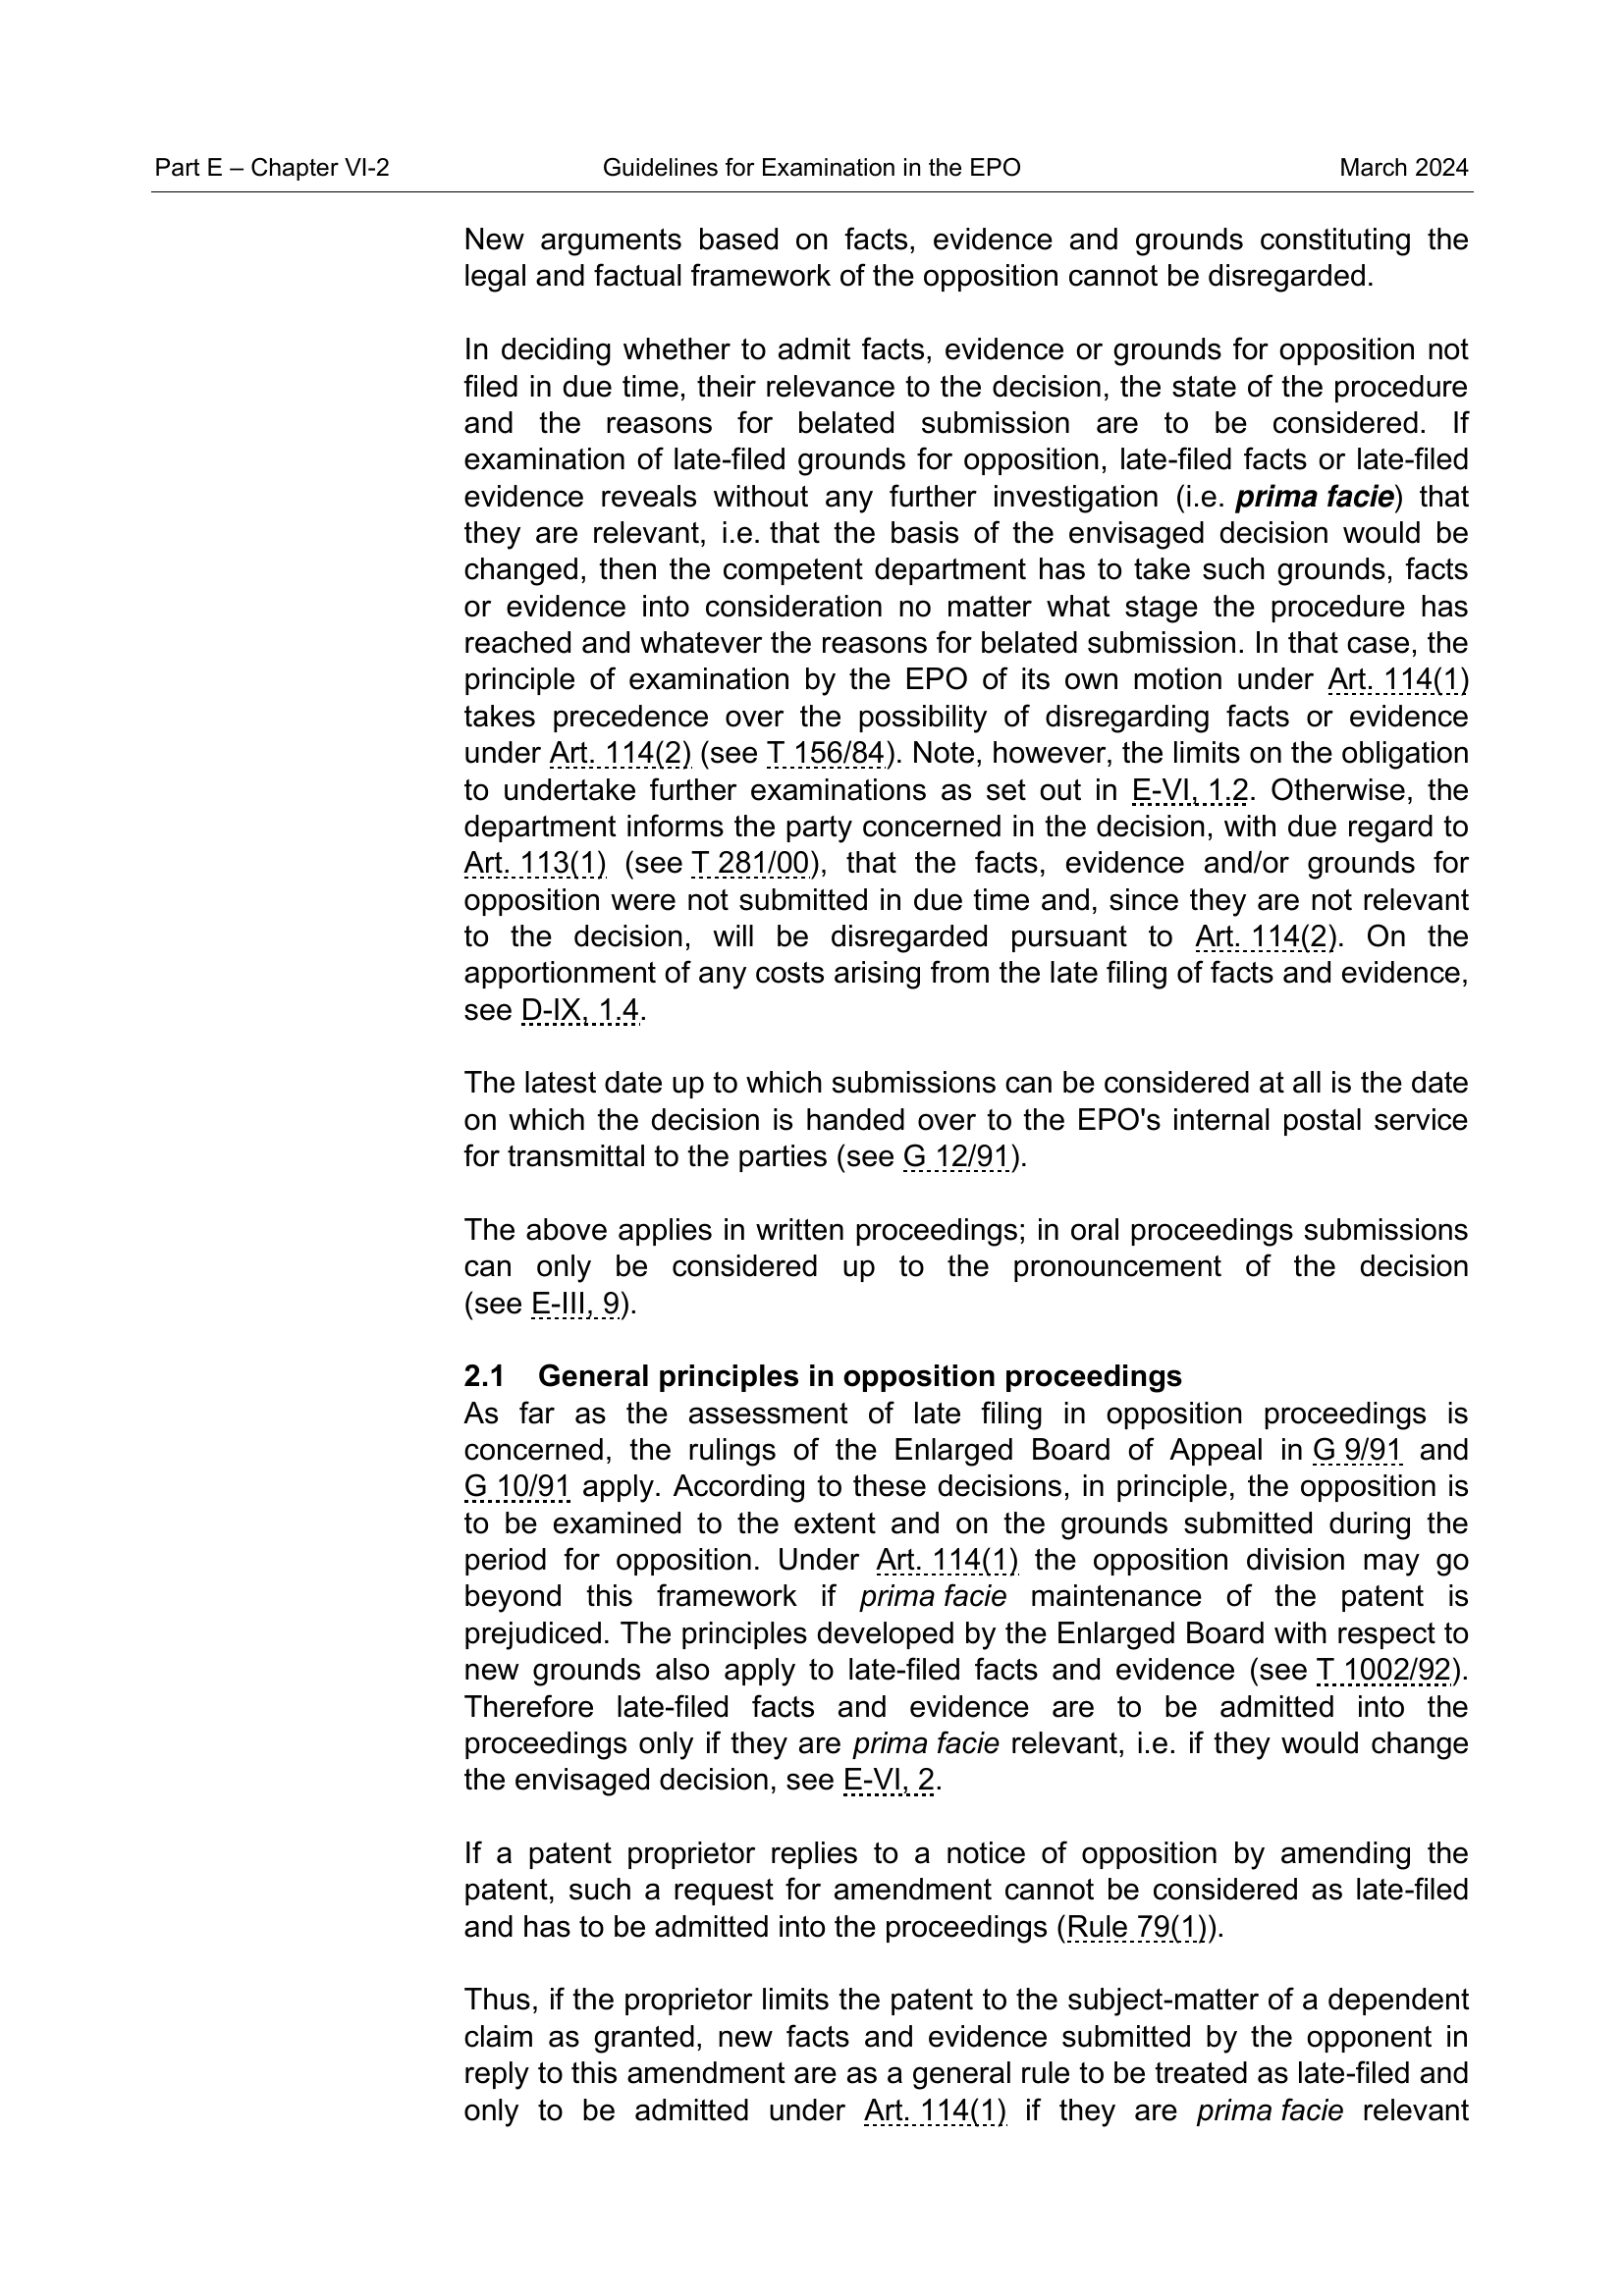 Part E – Chapter VI-2 Guidelines for Examination in the EPO March 2024
New arguments based on facts, evidence and grounds constituting the
legal and factual framework of the opposition cannot be disregarded.
In deciding whether to admit facts, evidence or grounds for opposition not
filed in due time, their relevance to the decision, the state of the procedure
and the reasons for belated submission are to be considered. If
examination of late-filed grounds for opposition, late-filed facts or late-filed
evidence reveals without any further investigation (i.e. prima facie) that
they are relevant, i.e. that the basis of the envisaged decision would be
changed, then the competent department has to take such grounds, facts
or evidence into consideration no matter what stage the procedure has
reached and whatever the reasons for belated submission. In that case, the
principle of examination by the EPO of its own motion under Art. 114(1)
takes precedence over the possibility of disregarding facts or evidence
under Art. 114(2) (see T 156/84). Note, however, the limits on the obligation
to undertake further examinations as set out in E-VI, 1.2. Otherwise, the
department informs the party concerned in the decision, with due regard to
Art. 113(1) (see T 281/00), that the facts, evidence and/or grounds for
opposition were not submitted in due time and, since they are not relevant
to the decision, will be disregarded pursuant to Art. 114(2). On the
apportionment of any costs arising from the late filing of facts and evidence,
see D-IX, 1.4.
The latest date up to which submissions can be considered at all is the date
on which the decision is handed over to the EPO's internal postal service
for transmittal to the parties (see G 12/91).
The above applies in written proceedings; in oral proceedings submissions
can only be considered up to the pronouncement of the decision
(see E-III, 9).
2.1 General principles in opposition proceedings
As far as the assessment of late filing in opposition proceedings is
concerned, the rulings of the Enlarged Board of Appeal in G 9/91 and
G 10/91 apply. According to these decisions, in principle, the opposition is
to be examined to the extent and on the grounds submitted during the
period for opposition. Under Art. 114(1) the opposition division may go
beyond this framework if prima facie maintenance of the patent is
prejudiced. The principles developed by the Enlarged Board with respect to
new grounds also apply to late-filed facts and evidence (see T 1002/92).
Therefore late-filed facts and evidence are to be admitted into the
proceedings only if they are prima facie relevant, i.e. if they would change
the envisaged decision, see E-VI, 2.
If a patent proprietor replies to a notice of opposition by amending the
patent, such a request for amendment cannot be considered as late-filed
and has to be admitted into the proceedings (Rule 79(1)).
Thus, if the proprietor limits the patent to the subject-matter of a dependent
claim as granted, new facts and evidence submitted by the opponent in
reply to this amendment are as a general rule to be treated as late-filed and
only to be admitted under Art. 114(1) if they are prima facie relevant